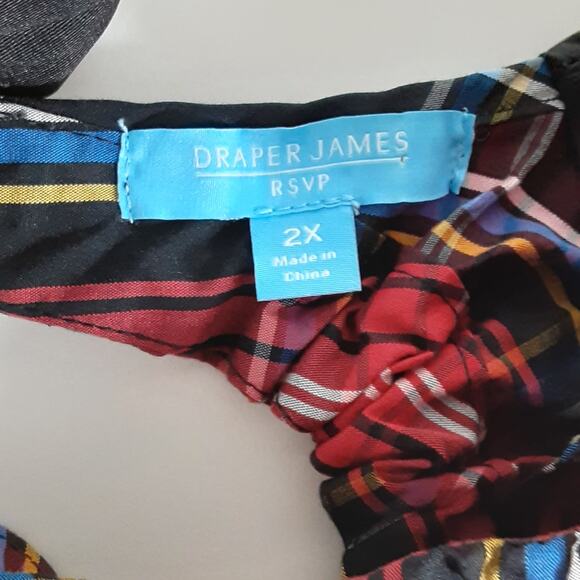 DRAPER JAMES
RSVP
2X
Made in
China